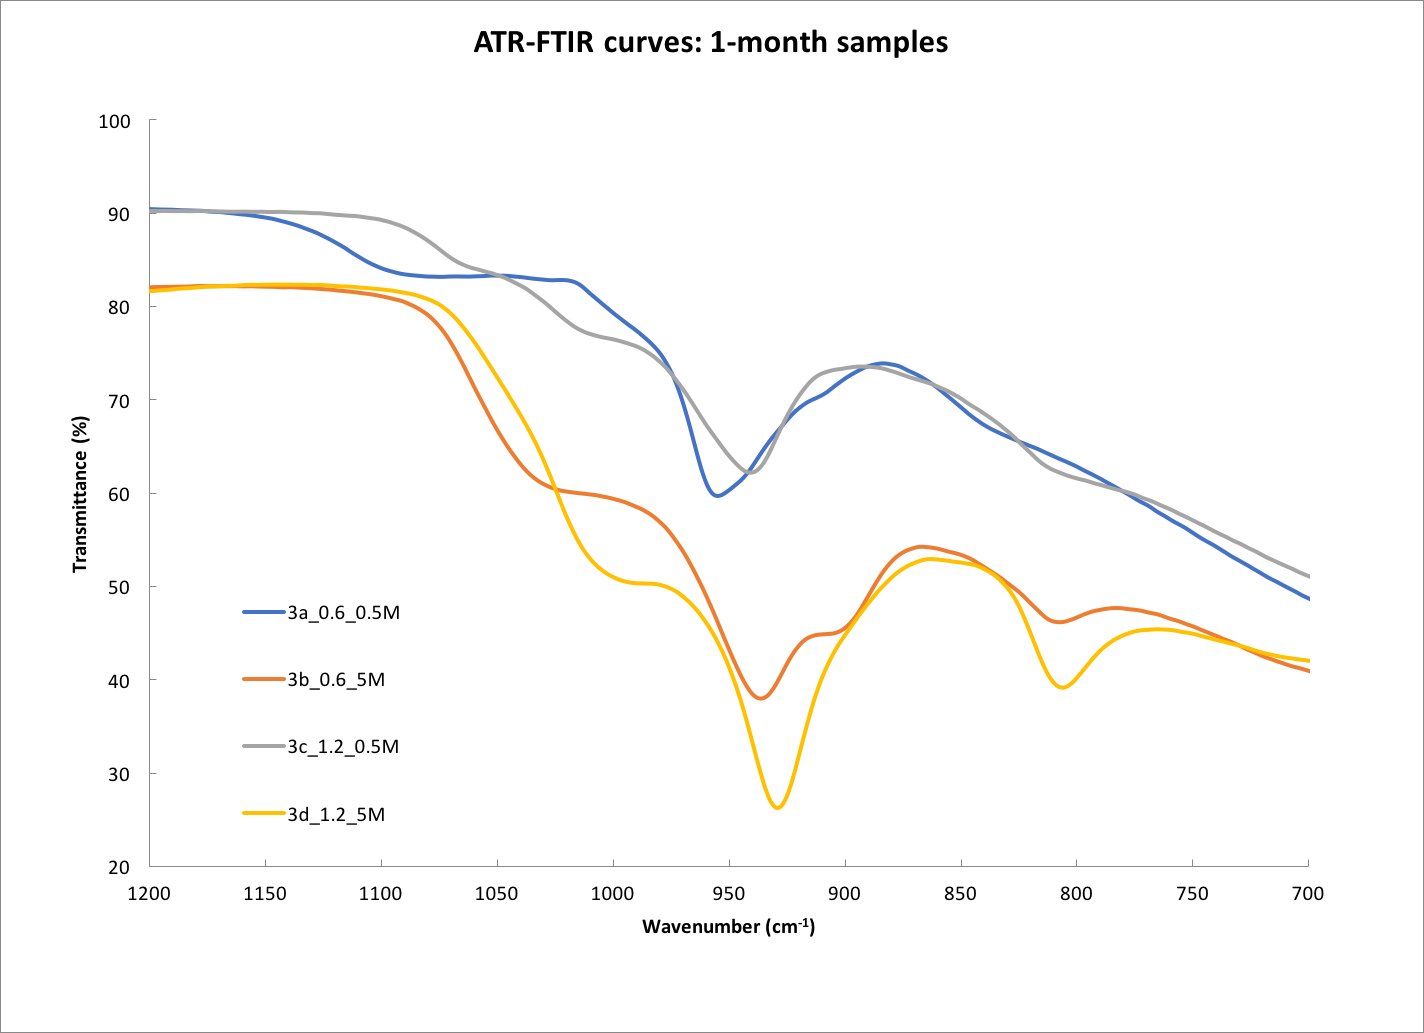 ATR-FTIR curves: 1-month samples
100
90
80
70
60
50
40
30
20
Transmittance (%)
3a_0.6_0.5M
3b_0.6_5M
3c_1.2_0.5M
3d_1.2_5M
1200 1150 1100 1050 1000 950 900 850 800 750 700
Wavenumber (cm⁻¹)